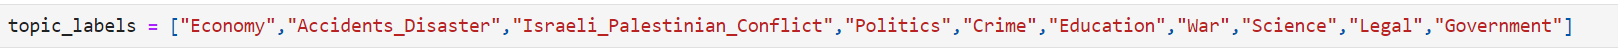 topic_labels = ["Economy","Accidents_Disaster","Israeli_Palestinian_Conflict","Politics","Crime","Education","War","Science","Legal","Government"]